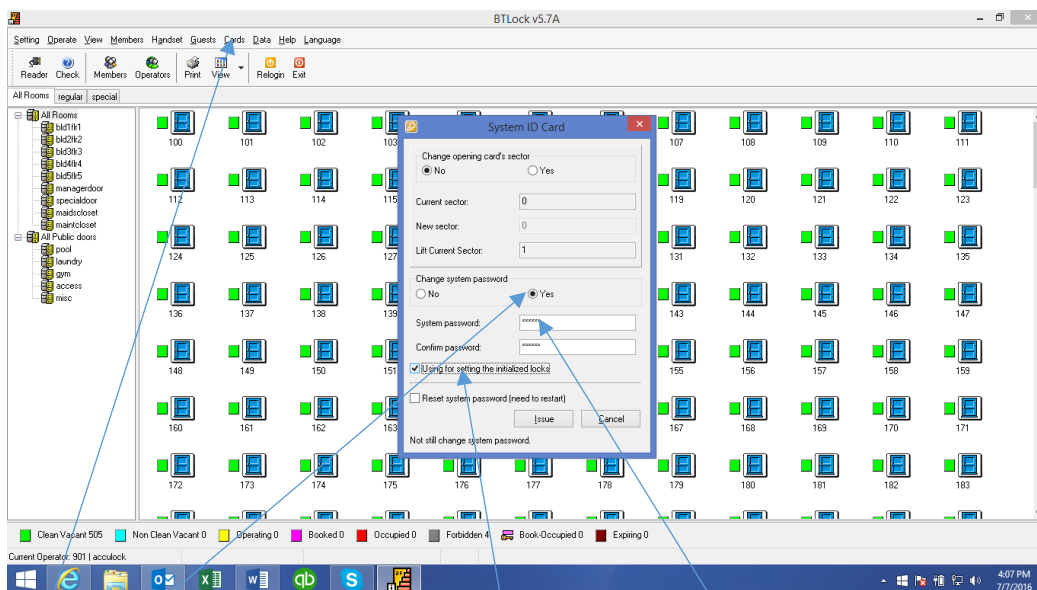 BTLock v5.7A
Setting Operate View Members Handset Guests Cards Data Help Language
Reader Check Members Operators Print View Relogin Exit
All Rooms regular special
All Rooms
bld1flr1
bld2flr2
bld3flr3
bld4flr4
bld5flr5
managerdoor
specialdoor
maidscloset
maintcloset
All Public doors
pool
laundry
gym
access
misc
100 101 102 103 107 108 109 110 111
112 113 114 115 119 120 121 122 123
124 125 126 127 131 132 133 134 135
136 137 138 139 143 144 145 146 147
148 149 150 151 155 156 157 158 159
160 161 162 163 167 168 169 170 171
172 173 174 175 176 177 178 179 180 181 182 183
System ID Card
Change opening card's sector
No Yes
Current sector: 0
New sector: 0
Lift Current Sector: 1
Change system password
No Yes
System password: xxxxxx
Confirm password: xxxxxx
Using for setting the initialized locks
Reset system password (need to restart)
Issue Cancel
Not still change system password.
Clean Vacant 505 Non Clean Vacant 0 Operating 0 Booked 0 Occupied 0 Forbidden 4 Book-Occupied 0 Expiring 0
Current Operator: 901 | acculock
4:07 PM
7/7/2016